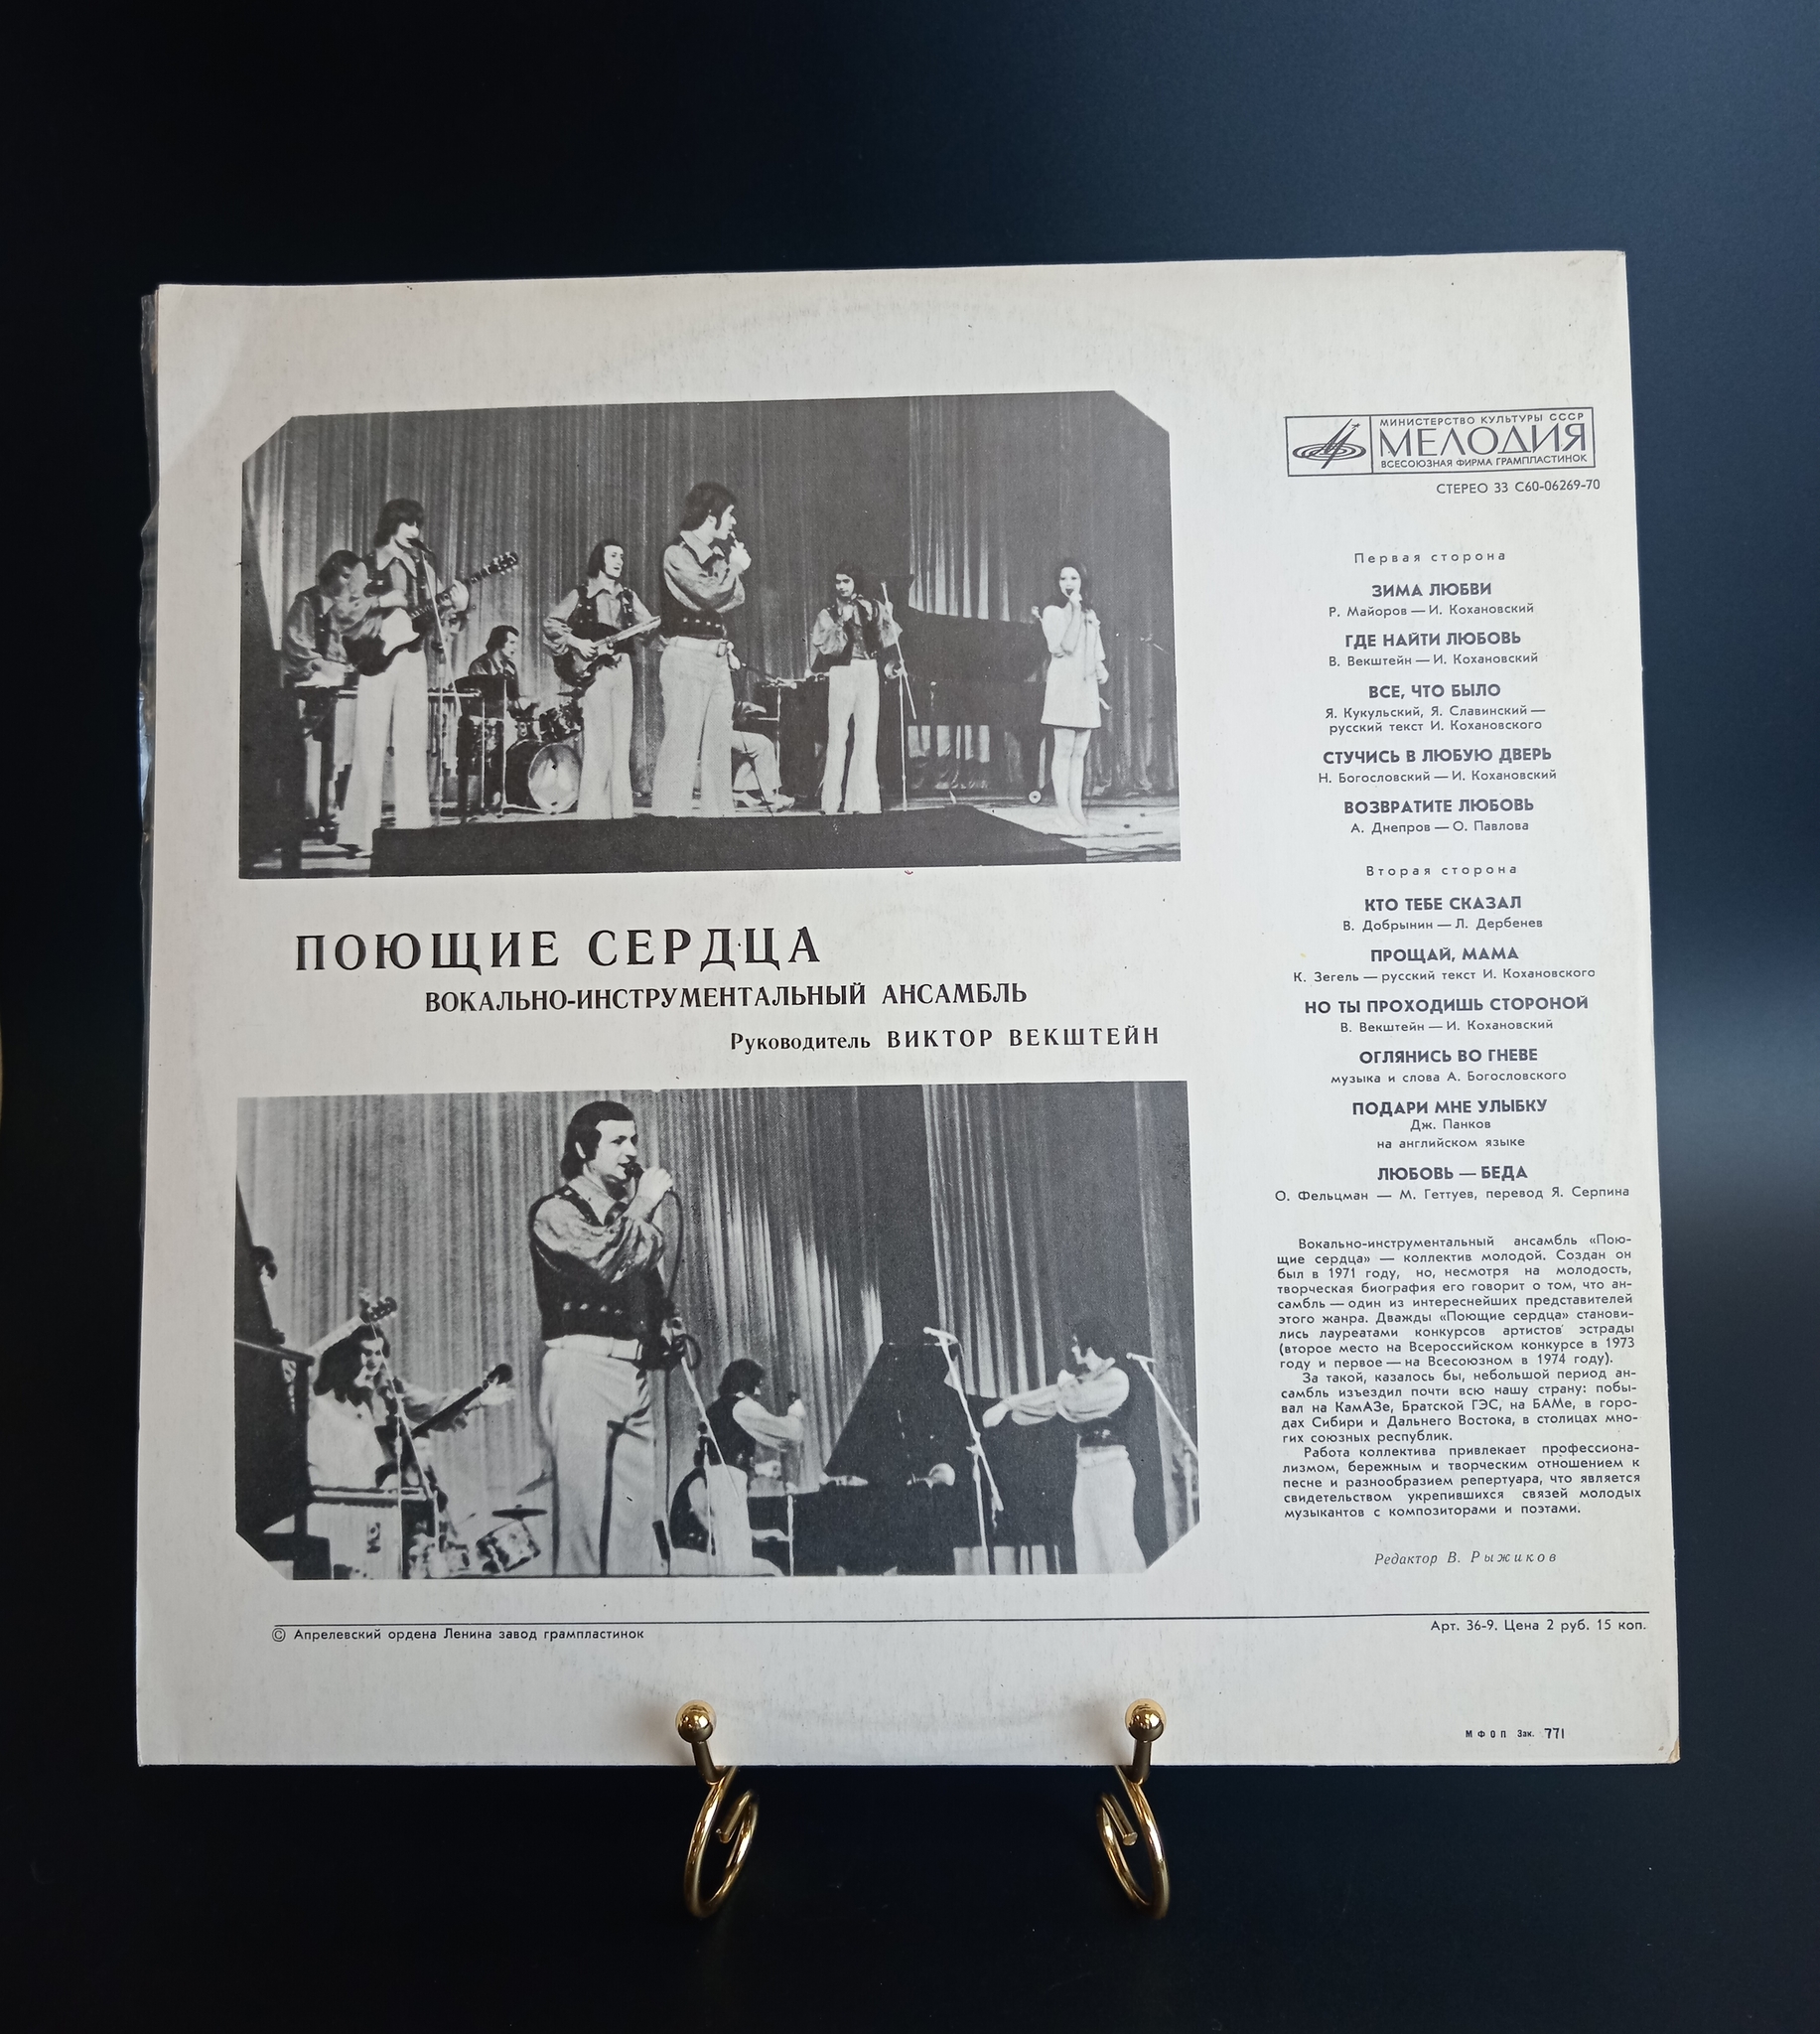 МИНИСТЕРСТВО КУЛЬТУРЫ СССР
МЕЛОДИЯ
ВСЕСОЮЗНАЯ ФИРМА ГРАМПЛАСТИНОК
СТЕРЕО 33 С60-06269-70
Первая сторона
ЗИМА ЛЮБВИ
Р. Майоров — И. Кохановский
ГДЕ НАЙТИ ЛЮБОВЬ
В. Векштейн — И. Кохановский
ВСЕ, ЧТО БЫЛО
Я. Кукульский, Я. Славинский —
русский текст И. Кохановского
СТУЧИСЬ В ЛЮБУЮ ДВЕРЬ
Н. Богословский — И. Кохановский
ВОЗВРАТИТЕ ЛЮБОВЬ
А. Днепров — О. Павлова
Вторая сторона
КТО ТЕБЕ СКАЗАЛ
В. Добрынин — Л. Дербенев
ПРОЩАЙ, МАМА
К. Зегель — русский текст И. Кохановского
НО ТЫ ПРОХОДИШЬ СТОРОНОЙ
В. Векштейн — И. Кохановский
ОГЛЯНИСЬ ВО ГНЕВЕ
музыка и слова А. Богословского
ПОДАРИ МНЕ УЛЫБКУ
Дж. Панков
на английском языке
ЛЮБОВЬ — БЕДА
О. Фельцман — М. Геттуев, перевод Я. Серпина
Вокально-инструментальный ансамбль «Пою-
щие сердца» — коллектив молодой. Создан он
был в 1971 году, но, несмотря на молодость,
творческая биография его говорит о том, что ан-
самбль — один из интереснейших представителей
этого жанра. Дважды «Поющие сердца» станови-
лись лауреатами конкурсов артистов эстрады
(второе место на Всероссийском конкурсе в 1973
году и первое — на Всесоюзном в 1974 году).
За такой, казалось бы, небольшой период ан-
самбль изъездил почти всю нашу страну: побы-
вал на КамАЗе, Братской ГЭС, на БАМе, в горо-
дах Сибири и Дальнего Востока, в столицах мно-
гих союзных республик.
Работа коллектива привлекает профессиона-
лизмом, бережным и творческим отношением к
песне и разнообразием репертуара, что является
свидетельством укрепившихся связей молодых
музыкантов с композиторами и поэтами.
Редактор В. Рыжиков
ПОЮЩИЕ СЕРДЦА
ВОКАЛЬНО-ИНСТРУМЕНТАЛЬНЫЙ АНСАМБЛЬ
Руководитель ВИКТОР ВЕКШТЕЙН
© Апрелевский ордена Ленина завод грампластинок
Арт. 36-9. Цена 2 руб. 15 коп.
МФОП Зак. 771